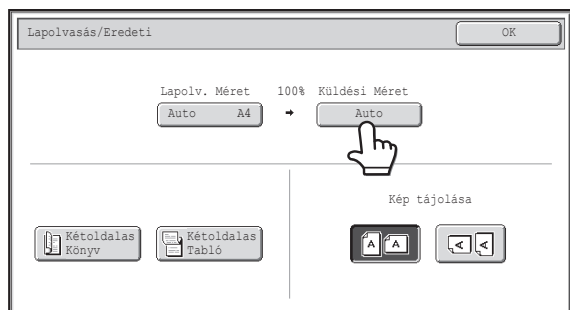 Lapolvasás/Eredeti OK
Lapolv. Méret 100% Küldési Méret
Auto A4 → Auto
Kép tájolása
Kétoldalas Könyv
Kétoldalas Tabló
A A A A